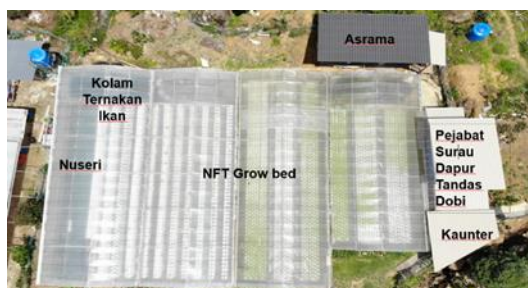 Asrama
Kolam
Ternakan
Ikan
Nuseri
NFT Grow bed
Pejabat
Surau
Dapur
Tandas
Dobi
Kaunter